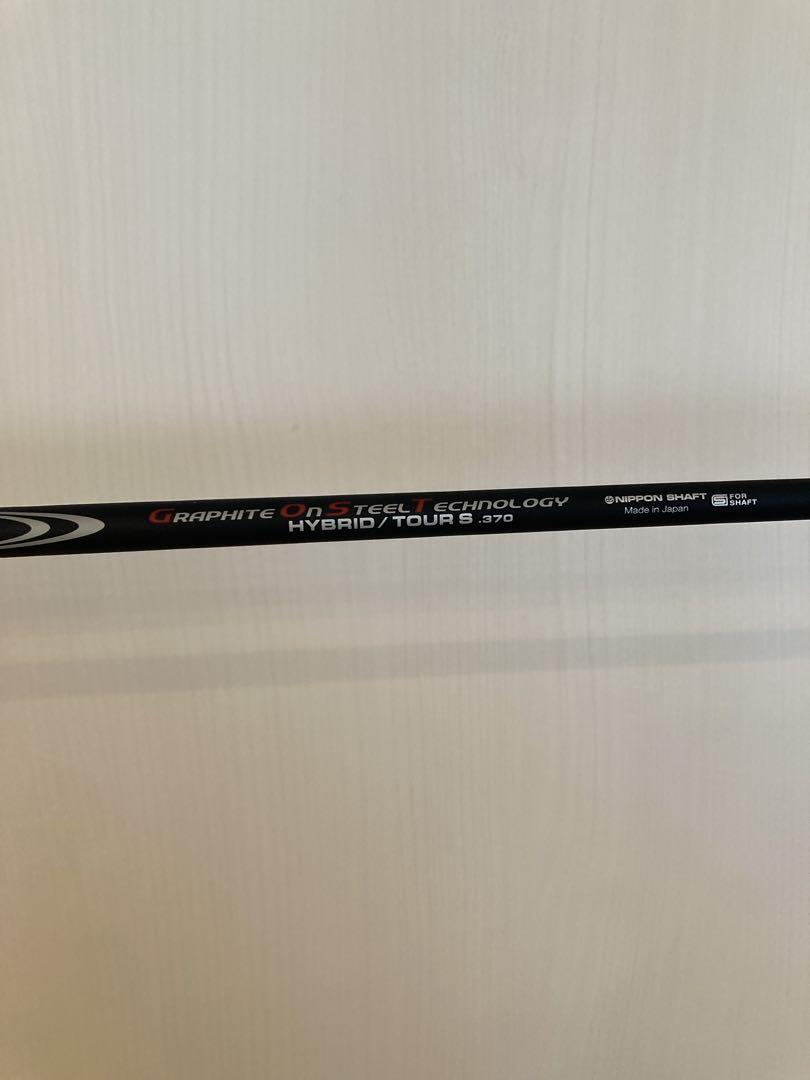 GRAPHITE On STEEL TECHNOLOGY
HYBRID / TOUR S .370
NIPPON SHAFT
Made in Japan
S FOR
SHAFT